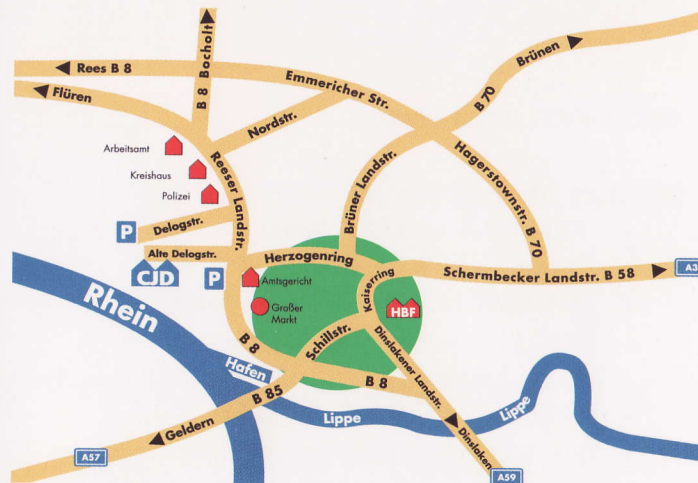 B 8 Bocholt
Rees B 8
Flüren
Emmericher Str.
Nordstr.
Brünen
B 70
Hagerstownstr. B 70
Brüner Landstr.
Arbeitsamt
Kreishaus
Polizei
Reeser Landstr.
P
Delogstr.
Alte Delogstr.
CJD
P
Herzogenring
Kaiserring
Schermbecker Landstr. B 58
A3
Amtsgericht
Großer
Markt
HBF
Rhein
B 8
Schillstr.
Dinslakener Landstr.
Hafen
B 8
B 85
Lippe
Lippe
Geldern
Dinslaken
A57
A59